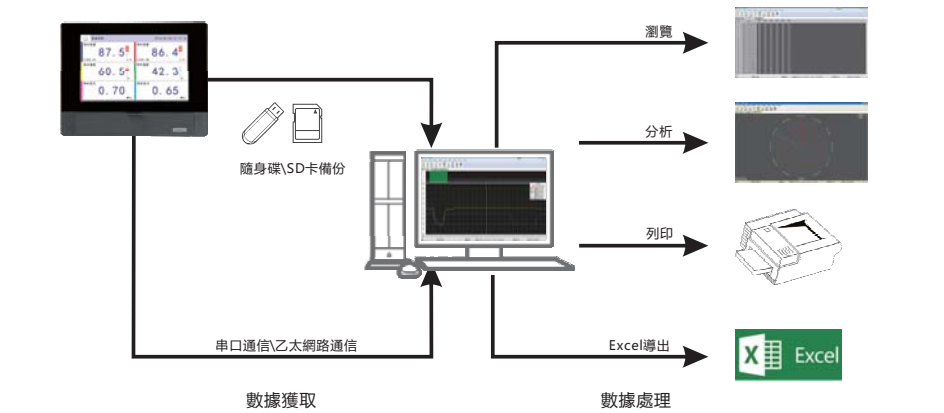 87.5
86.4
60.5
42.3
0.70
0.65
隨身碟\SD卡備份
串口通信\乙太網路通信
數據獲取
瀏覽
分析
列印
Excel導出
X
Excel
數據處理